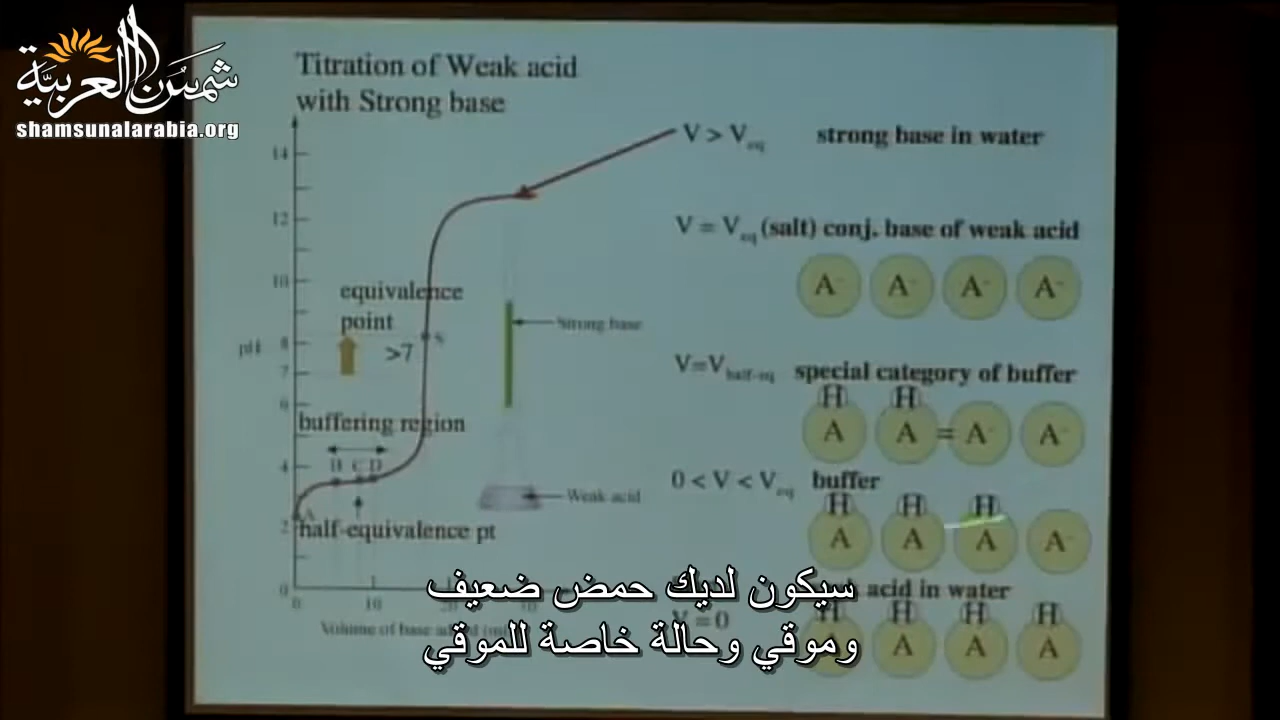 شمس العربية
shamsunalarabia.org
Titration of Weak acid
with Strong base
14
12
10
pH
8
7
6
4
2
0
0
10
equivalence
point
>7
S
buffering region
B C D
A
half-equivalence pt
Strong base
Weak acid
V > Veq strong base in water
V = Veq (salt) conj. base of weak acid
A⁻ A⁻ A⁻ A⁻
V=Vhalf-eq special category of buffer
H H
A A = A⁻ A⁻
0 < V < Veq buffer
H H H
A A A A⁻
acid in water
V = 0
H H H H
A A A
Volume of base
سيكون لديك حمض ضعيف
وموقي وحالة خاصة للموقي